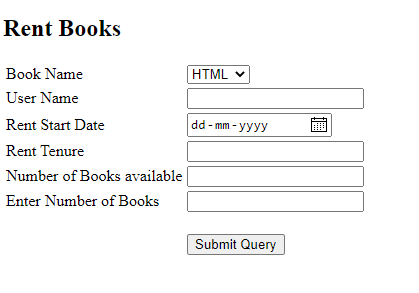 Rent Books
Book Name HTML
User Name
Rent Start Date dd-mm-yyyy
Rent Tenure
Number of Books available
Enter Number of Books
Submit Query